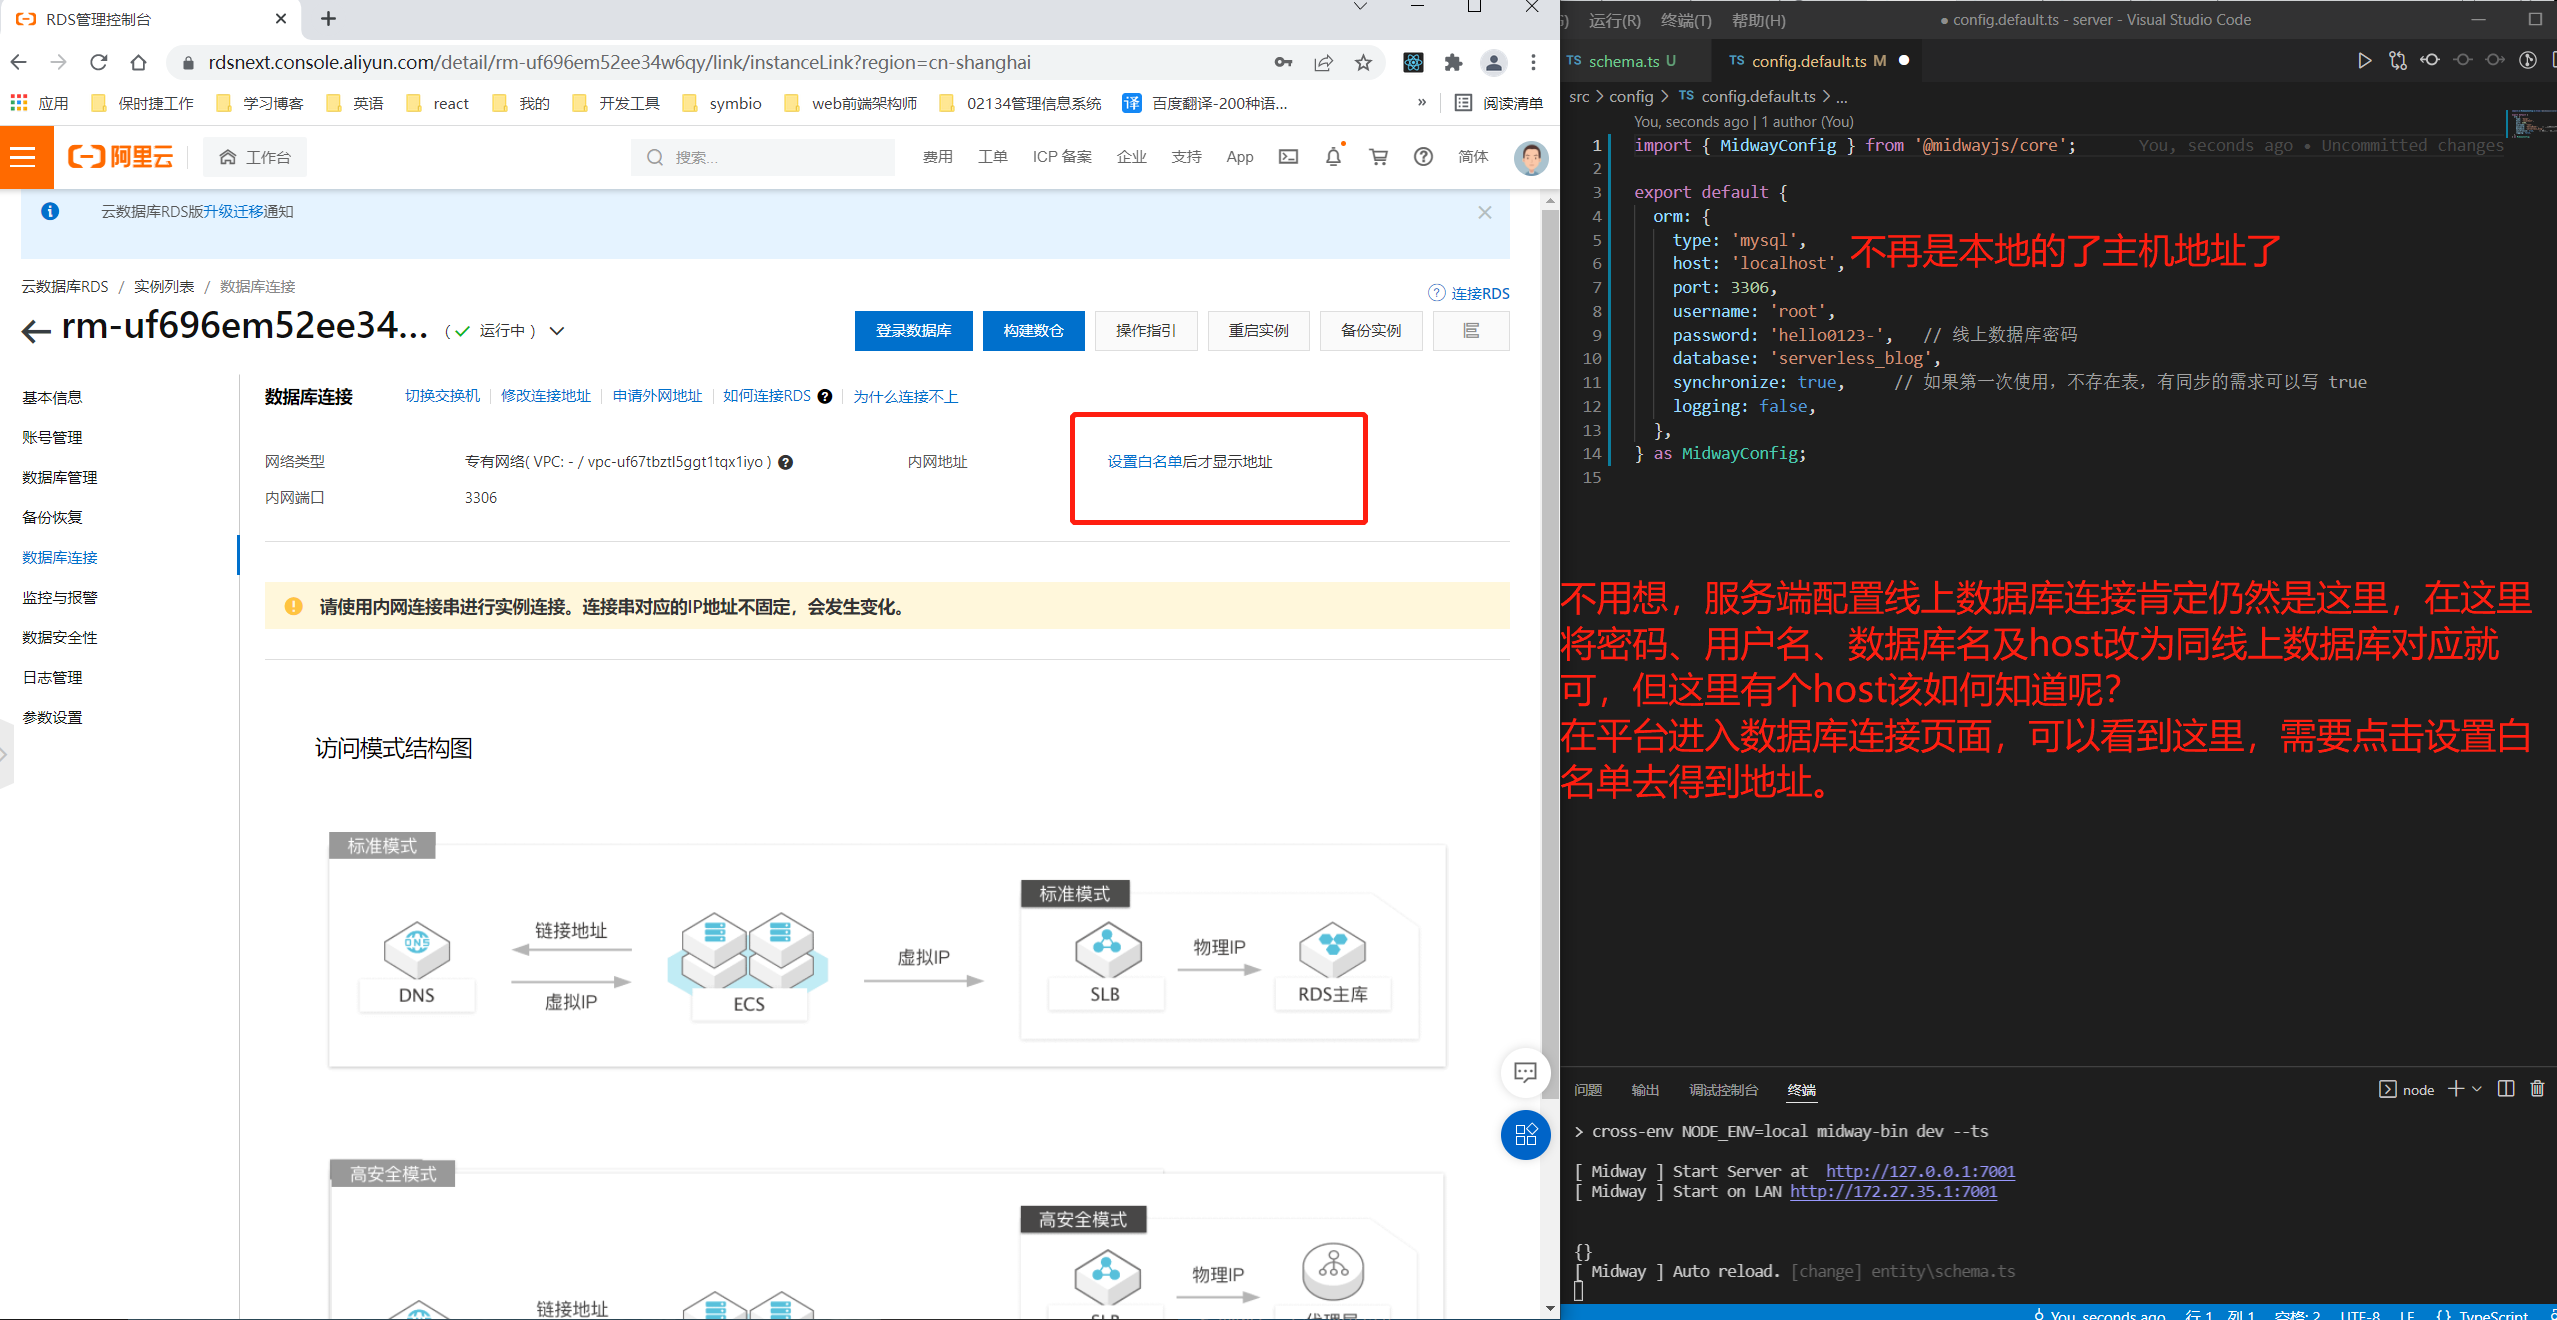 RDS管理控制台
rdsnext.console.aliyun.com/detail/rm-uf696em52ee34w6qy/link/instanceLink?region=cn-shanghai
应用 保时捷工作 学习博客 英语 react 我的 开发工具 symbio web前端架构师 02134管理信息系统 译 百度翻译-200种语... » 阅读清单
阿里云 工作台 搜索... 费用 工单 ICP 备案 企业 支持 App 简体
云数据库RDS版升级迁移通知
云数据库RDS / 实例列表 / 数据库连接
连接RDS
rm-uf696em52ee34... ( 运行中 ) 登录数据库 构建数仓 操作指引 重启实例 备份实例
基本信息
账号管理
数据库管理
备份恢复
数据库连接
监控与报警
数据安全性
日志管理
参数设置
数据库连接 切换交换机 修改连接地址 申请外网地址 如何连接RDS 为什么连接不上
网络类型 专有网络( VPC: - / vpc-uf67tbztl5ggt1tqx1iyo ) 内网地址 设置白名单后才显示地址
内网端口 3306
请使用内网连接串进行实例连接。连接串对应的IP地址不固定，会发生变化。
访问模式结构图
标准模式
标准模式
链接地址
物理IP
虚拟IP
DNS
虚拟IP
ECS
SLB
RDS主库
高安全模式
高安全模式
物理IP
链接地址
SLB
代理层
运行(R) 终端(T) 帮助(H) ● config.default.ts - server - Visual Studio Code
TS schema.ts U TS config.default.ts M
src > config > TS config.default.ts > ...
You, seconds ago | 1 author (You)
1 import { MidwayConfig } from '@midwayjs/core'; You, seconds ago • Uncommitted changes
2
3 export default {
4 orm: {
5 type: 'mysql',
6 host: 'localhost',
不再是本地的了主机地址了
7 port: 3306,
8 username: 'root',
9 password: 'hello0123-', // 线上数据库密码
10 database: 'serverless_blog',
11 synchronize: true, // 如果第一次使用，不存在表，有同步的需求可以写 true
12 logging: false,
13 },
14 } as MidwayConfig;
15
不用想，服务端配置线上数据库连接肯定仍然是这里，在这里
将密码、用户名、数据库名及host改为同线上数据库对应就
可，但这里有个host该如何知道呢？
在平台进入数据库连接页面，可以看到这里，需要点击设置白
名单去得到地址。
问题 输出 调试控制台 终端 node
> cross-env NODE_ENV=local midway-bin dev --ts
[ Midway ] Start Server at http://127.0.0.1:7001
[ Midway ] Start on LAN http://172.27.35.1:7001
{}
[ Midway ] Auto reload. [change] entity\schema.ts
You, seconds ago 行 1, 列 1 空格: 2 UTF-8 LF {} TypeScript